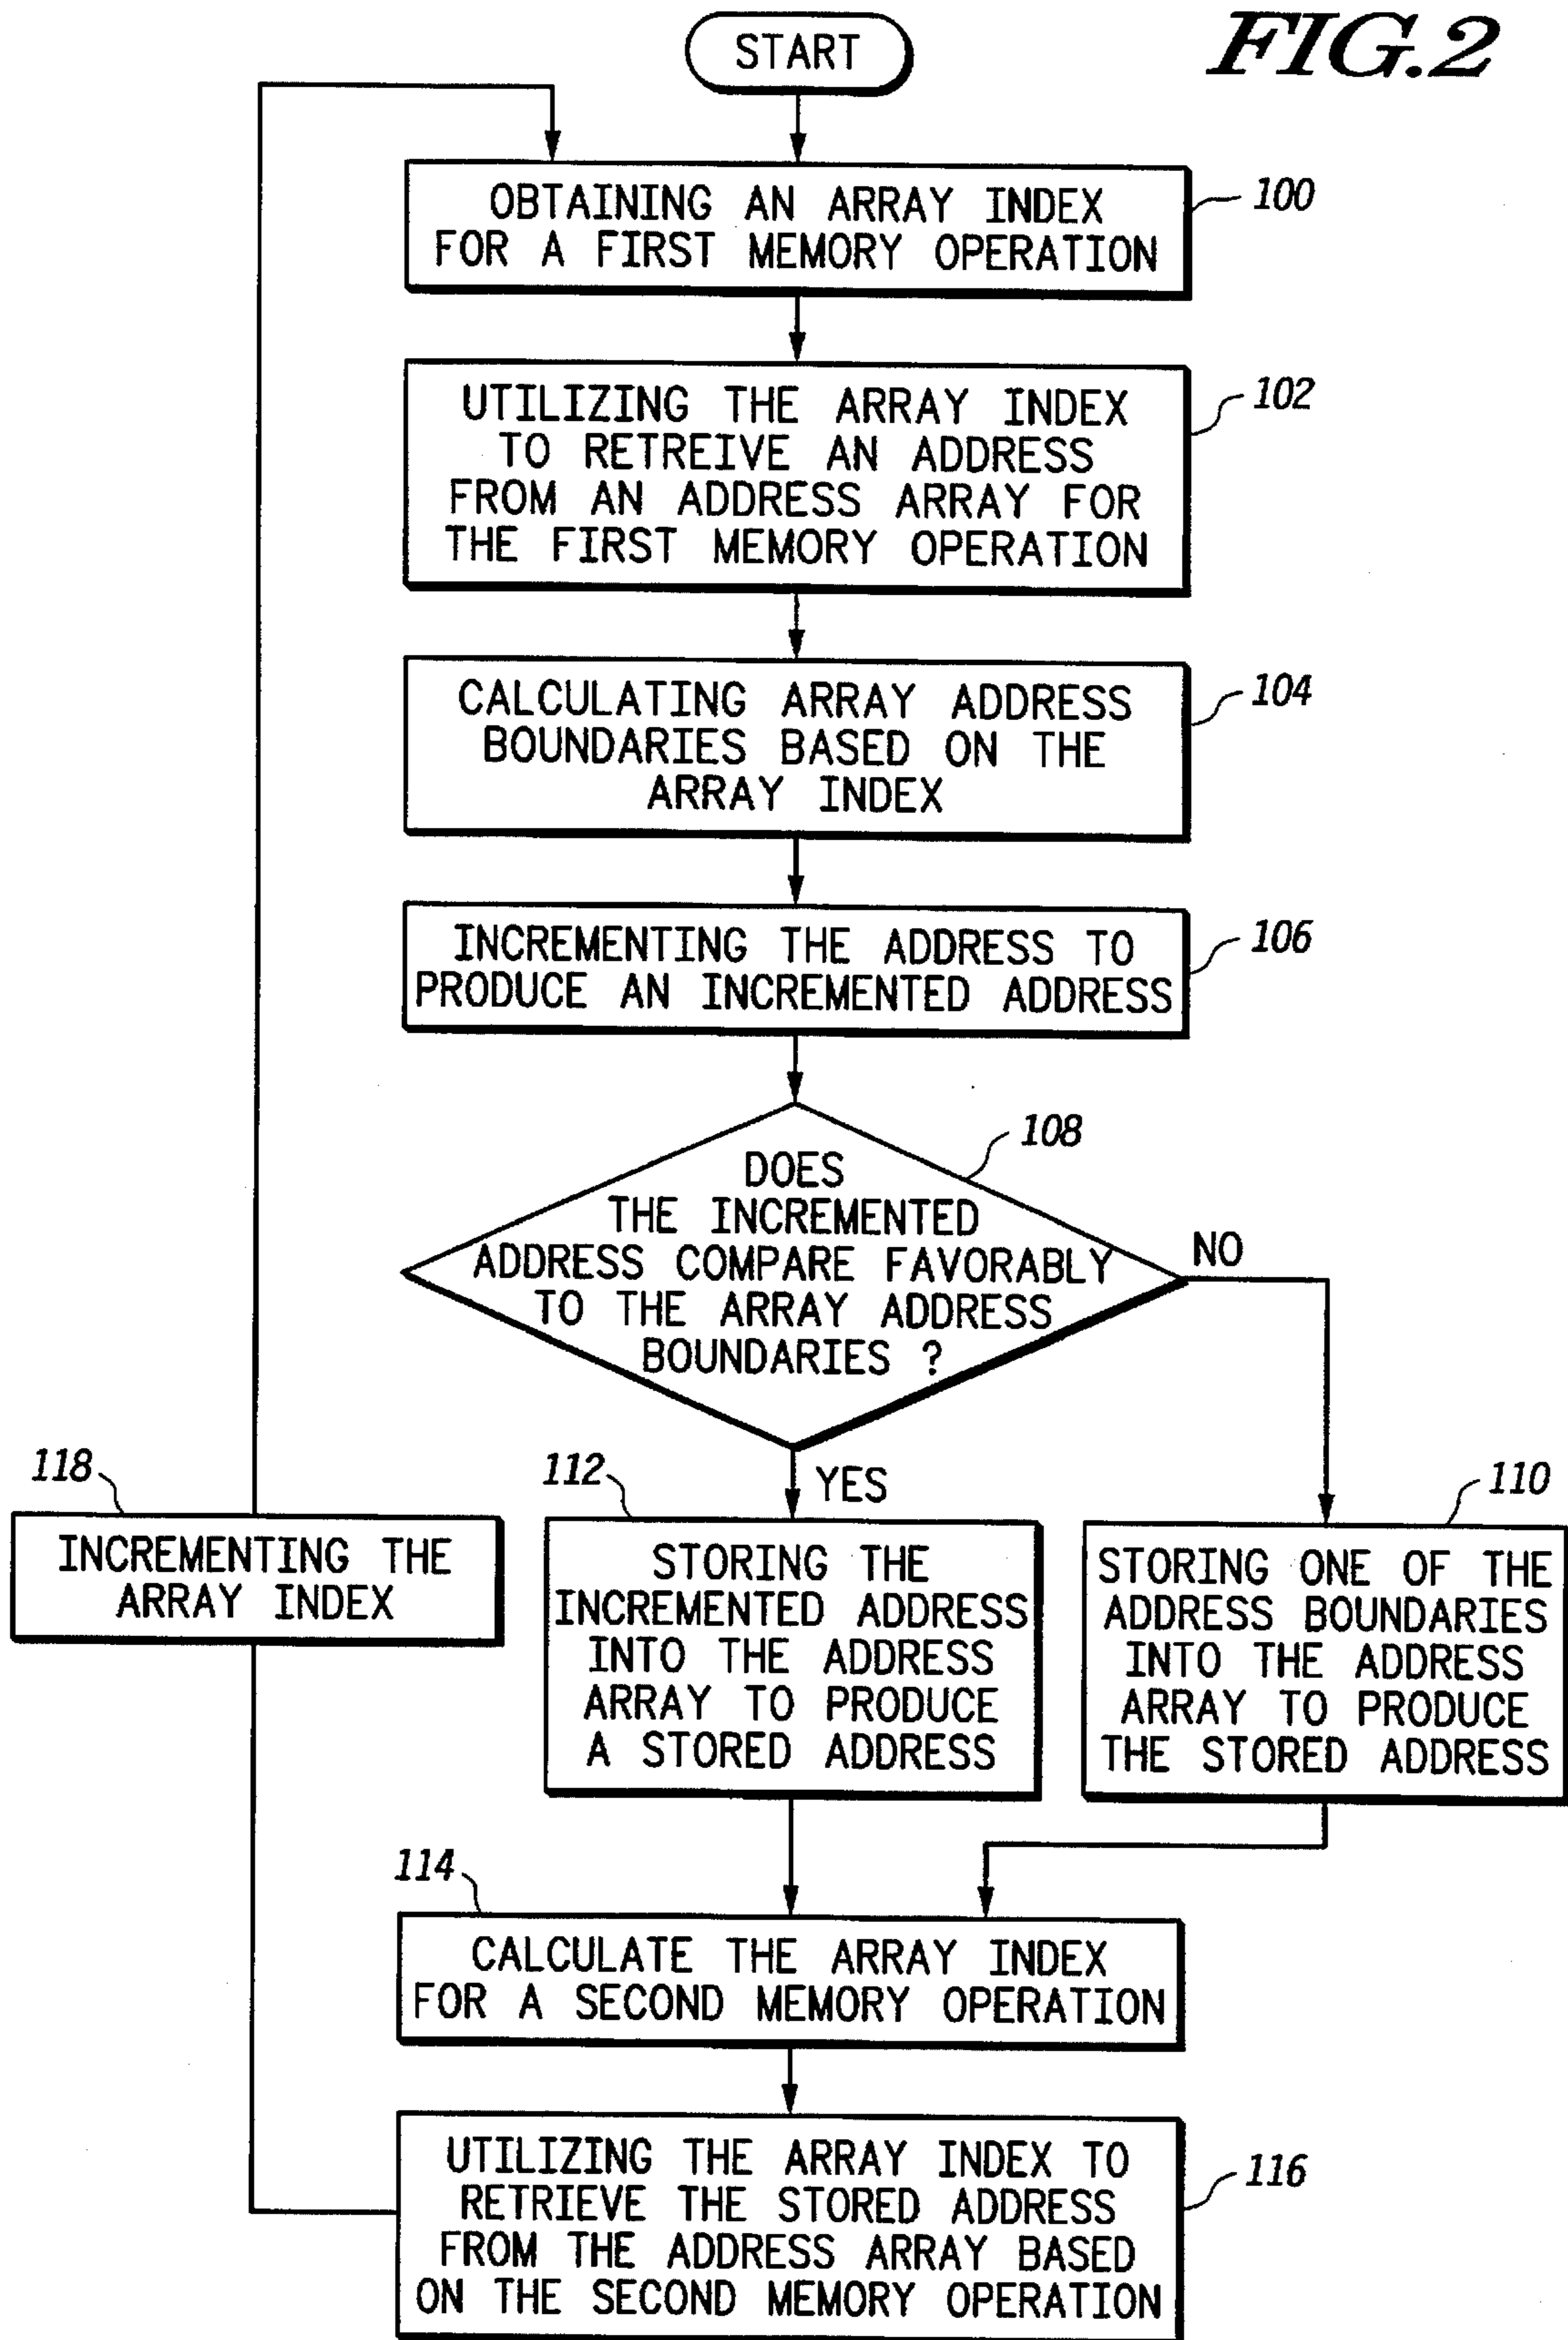 FIG.2
START
OBTAINING AN ARRAY INDEX
FOR A FIRST MEMORY OPERATION
100
UTILIZING THE ARRAY INDEX
TO RETREIVE AN ADDRESS
FROM AN ADDRESS ARRAY FOR
THE FIRST MEMORY OPERATION
102
CALCULATING ARRAY ADDRESS
BOUNDARIES BASED ON THE
ARRAY INDEX
104
INCREMENTING THE ADDRESS TO
PRODUCE AN INCREMENTED ADDRESS
106
DOES
THE INCREMENTED
ADDRESS COMPARE FAVORABLY
TO THE ARRAY ADDRESS
BOUNDARIES ?
108
NO
YES
118
INCREMENTING THE
ARRAY INDEX
112
STORING THE
INCREMENTED ADDRESS
INTO THE ADDRESS
ARRAY TO PRODUCE
A STORED ADDRESS
110
STORING ONE OF THE
ADDRESS BOUNDARIES
INTO THE ADDRESS
ARRAY TO PRODUCE
THE STORED ADDRESS
114
CALCULATE THE ARRAY INDEX
FOR A SECOND MEMORY OPERATION
UTILIZING THE ARRAY INDEX TO
RETRIEVE THE STORED ADDRESS
FROM THE ADDRESS ARRAY BASED
ON THE SECOND MEMORY OPERATION
116